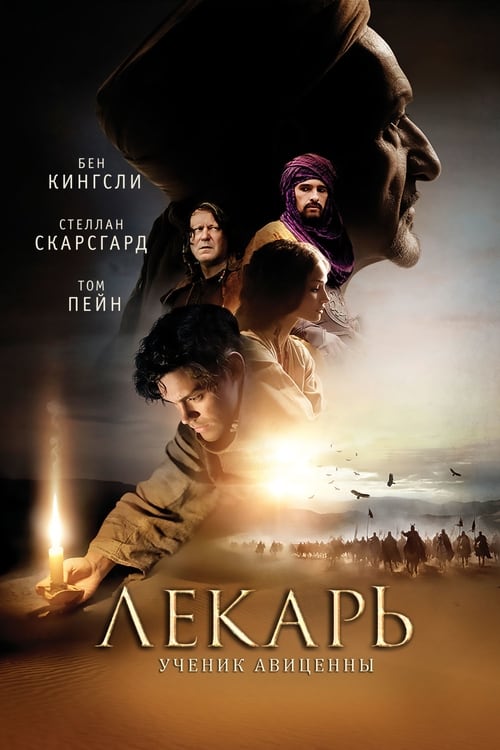 БЕН
КИНГСЛИ
СТЕЛЛАН
СКАРСГАРД
ТОМ
ПЕЙН
ЛЕКАРЬ
УЧЕНИК АВИЦЕННЫ